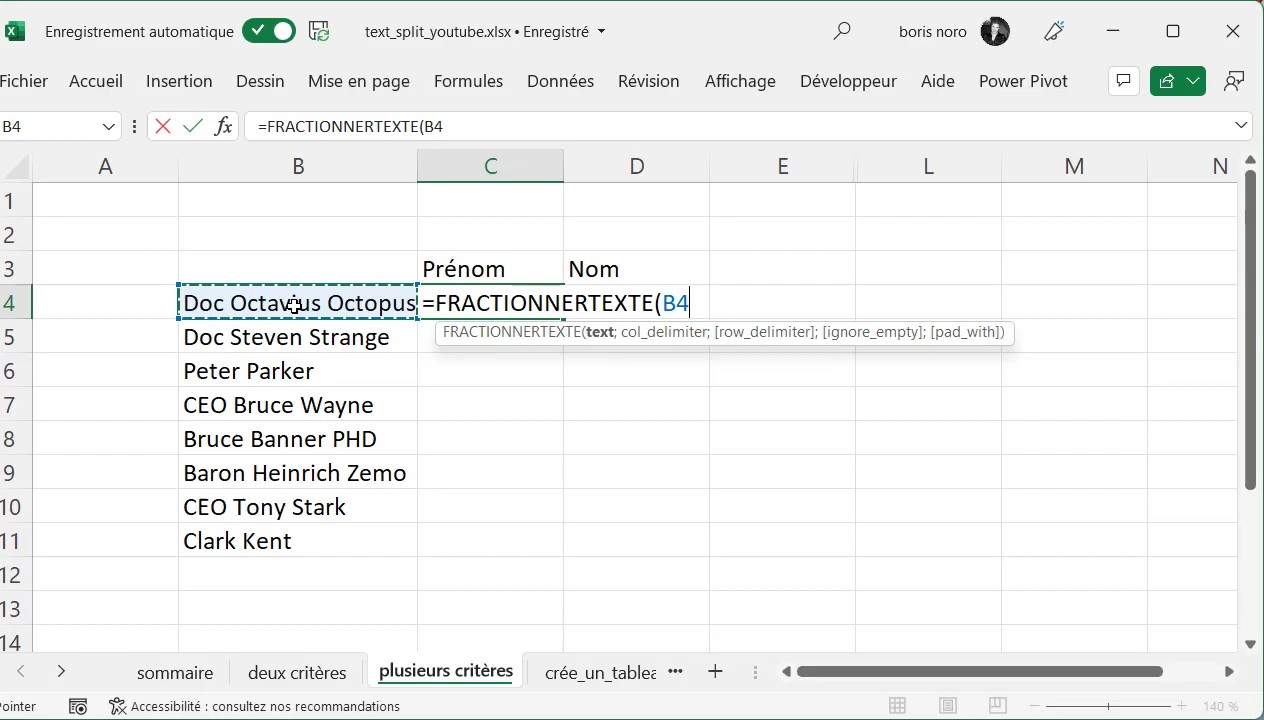 Enregistrement automatique text_split_youtube.xlsx • Enregistré boris noro
Fichier Accueil Insertion Dessin Mise en page Formules Données Révision Affichage Développeur Aide Power Pivot
B4 fx =FRACTIONNERTEXTE(B4
A B C D E L M N
1
2
3 Prénom Nom
4 Doc Octavius Octopus =FRACTIONNERTEXTE(B4
FRACTIONNERTEXTE(text; col_delimiter; [row_delimiter]; [ignore_empty]; [pad_with])
5 Doc Steven Strange
6 Peter Parker
7 CEO Bruce Wayne
8 Bruce Banner PHD
9 Baron Heinrich Zemo
10 CEO Tony Stark
11 Clark Kent
12
13
14
sommaire deux critères plusieurs critères crée_un_tablea ...
Pointer Accessibilité : consultez nos recommandations 140 %